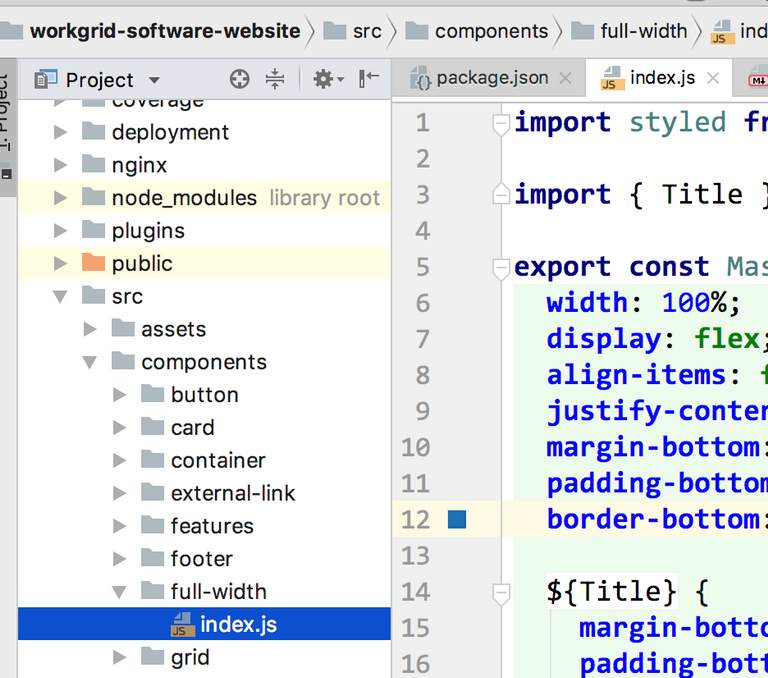 workgrid-software-website src components full-width ind
Project package.json index.js
1: Project
coverage
deployment
nginx
node_modules library root
plugins
public
src
assets
components
button
card
container
external-link
features
footer
full-width
JS index.js
grid
1 import styled fr
2
3 import { Title }
4
5 export const Mas
6 width: 100%;
7 display: flex;
8 align-items: f
9 justify-conten
10 margin-bottom:
11 padding-bottom
12 border-bottom:
13
14 ${Title} {
15 margin-botto
16 padding-bott